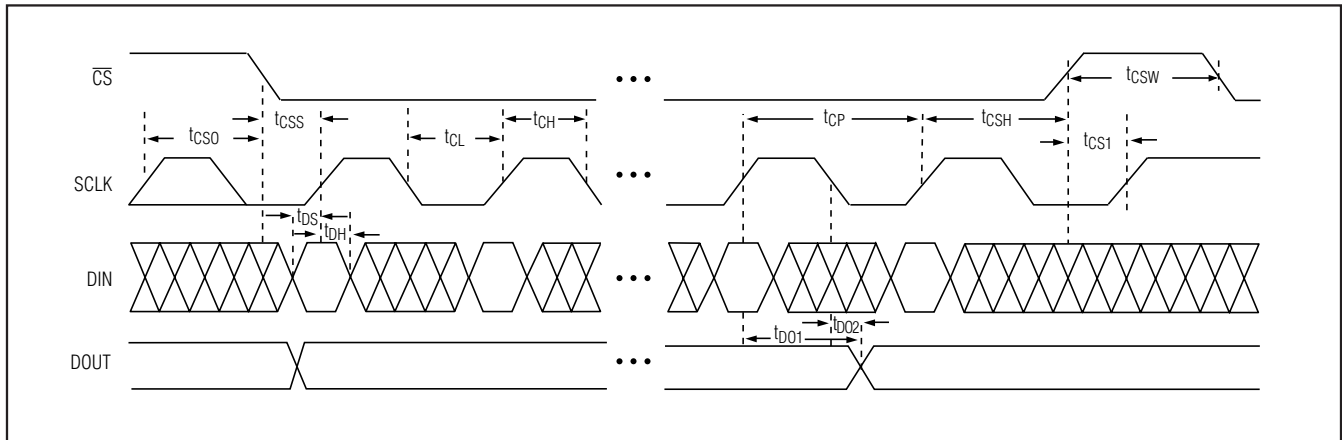 CS
tCSW
tCSS
tCH
tCS0
tCL
tCP
tCSH
tCS1
SCLK
tDS
tDH
DIN
tDO2
tDO1
DOUT